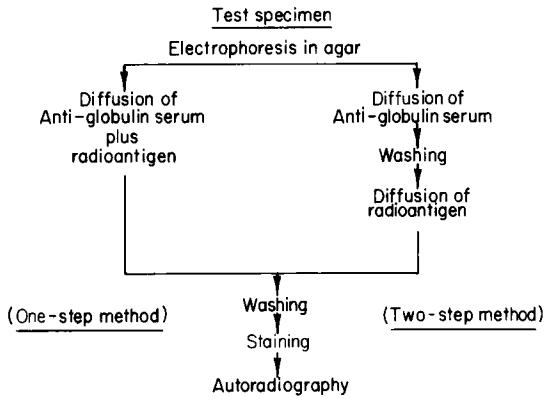 Test specimen
Electrophoresis in agar
Diffusion of
Anti-globulin serum
plus
radioantigen
Diffusion of
Anti-globulin serum
Washing
Diffusion of
radioantigen
(One-step method)
Washing
(Two-step method)
Staining
Autoradiography